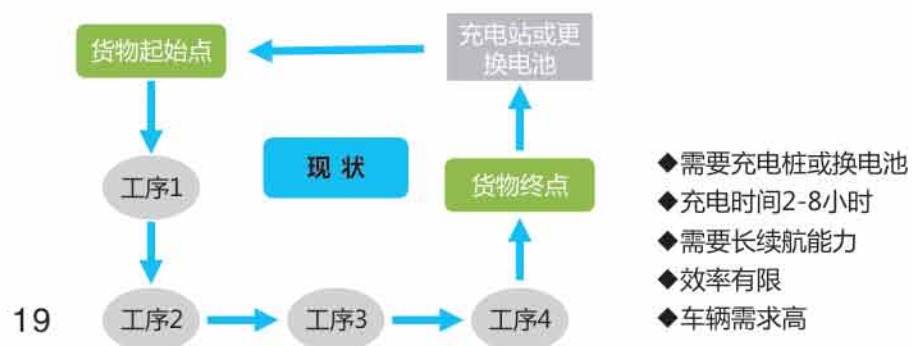 货物起始点
充电站或更
换电池
现 状
工序1
货物终点
工序2
工序3
工序4
◆需要充电桩或换电池
◆充电时间2-8小时
◆需要长续航能力
◆效率有限
◆车辆需求高
19